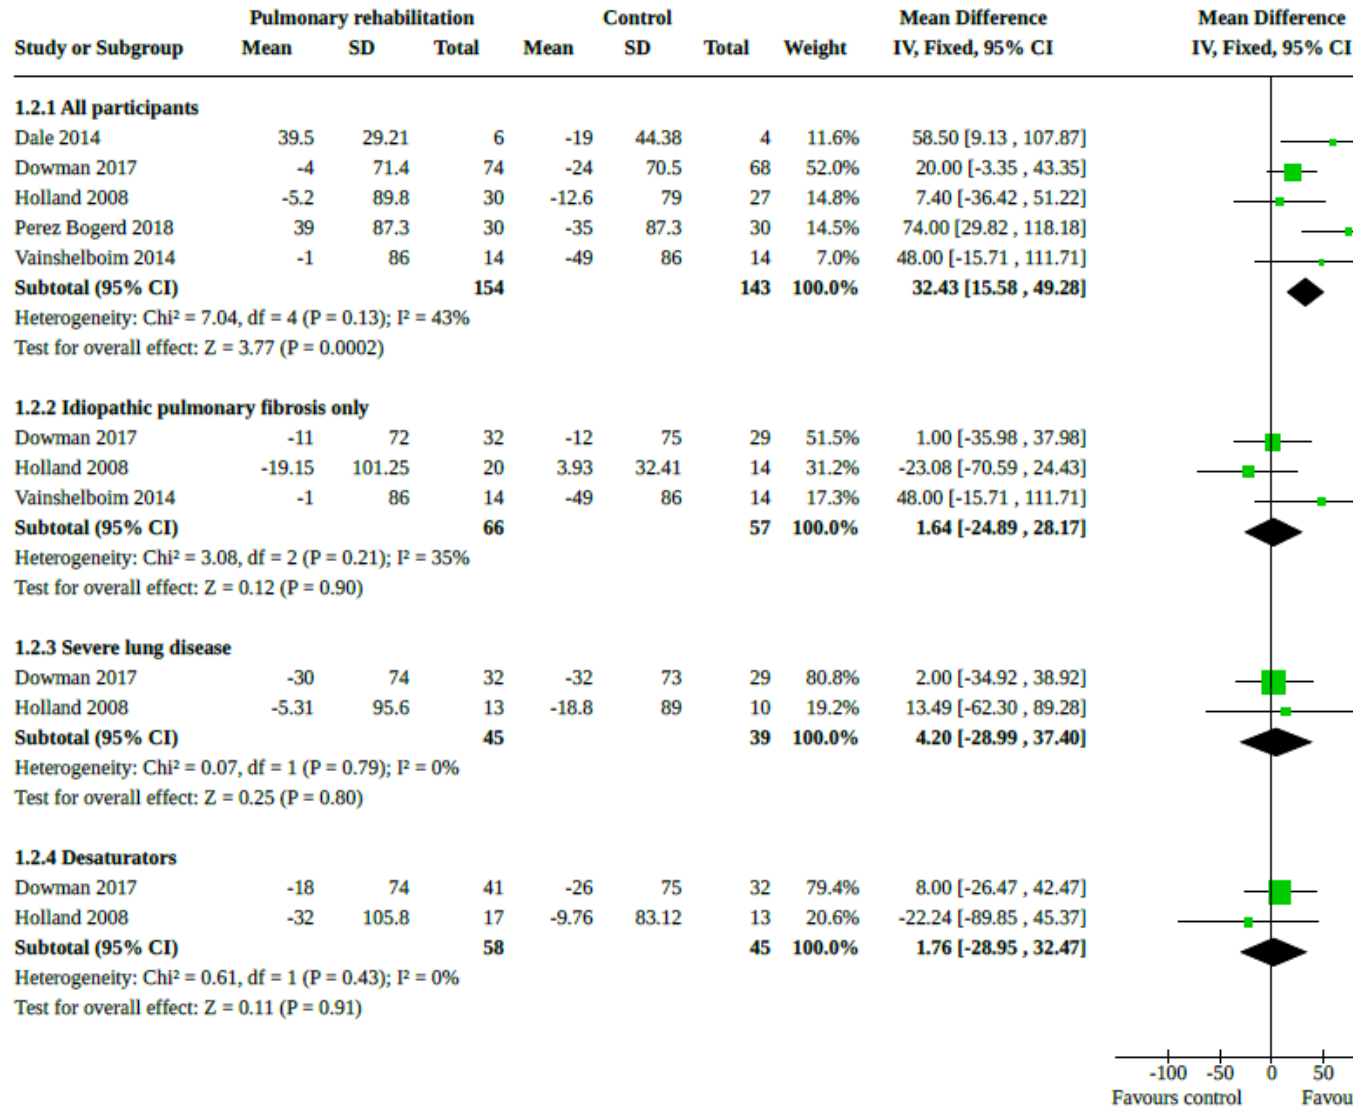 Pulmonary rehabilitation Control Mean Difference Mean Difference
Study or Subgroup Mean SD Total Mean SD Total Weight IV, Fixed, 95% CI IV, Fixed, 95% CI
1.2.1 All participants
Dale 2014 39.5 29.21 6 -19 44.38 4 11.6% 58.50 [9.13 , 107.87]
Dowman 2017 -4 71.4 74 -24 70.5 68 52.0% 20.00 [-3.35 , 43.35]
Holland 2008 -5.2 89.8 30 -12.6 79 27 14.8% 7.40 [-36.42 , 51.22]
Perez Bogerd 2018 39 87.3 30 -35 87.3 30 14.5% 74.00 [29.82 , 118.18]
Vainshelboim 2014 -1 86 14 -49 86 14 7.0% 48.00 [-15.71 , 111.71]
Subtotal (95% CI) 154 143 100.0% 32.43 [15.58 , 49.28]
Heterogeneity: Chi² = 7.04, df = 4 (P = 0.13); I² = 43%
Test for overall effect: Z = 3.77 (P = 0.0002)
1.2.2 Idiopathic pulmonary fibrosis only
Dowman 2017 -11 72 32 -12 75 29 51.5% 1.00 [-35.98 , 37.98]
Holland 2008 -19.15 101.25 20 3.93 32.41 14 31.2% -23.08 [-70.59 , 24.43]
Vainshelboim 2014 -1 86 14 -49 86 14 17.3% 48.00 [-15.71 , 111.71]
Subtotal (95% CI) 66 57 100.0% 1.64 [-24.89 , 28.17]
Heterogeneity: Chi² = 3.08, df = 2 (P = 0.21); I² = 35%
Test for overall effect: Z = 0.12 (P = 0.90)
1.2.3 Severe lung disease
Dowman 2017 -30 74 32 -32 73 29 80.8% 2.00 [-34.92 , 38.92]
Holland 2008 -5.31 95.6 13 -18.8 89 10 19.2% 13.49 [-62.30 , 89.28]
Subtotal (95% CI) 45 39 100.0% 4.20 [-28.99 , 37.40]
Heterogeneity: Chi² = 0.07, df = 1 (P = 0.79); I² = 0%
Test for overall effect: Z = 0.25 (P = 0.80)
1.2.4 Desaturators
Dowman 2017 -18 74 41 -26 75 32 79.4% 8.00 [-26.47 , 42.47]
Holland 2008 -32 105.8 17 -9.76 83.12 13 20.6% -22.24 [-89.85 , 45.37]
Subtotal (95% CI) 58 45 100.0% 1.76 [-28.95 , 32.47]
Heterogeneity: Chi² = 0.61, df = 1 (P = 0.43); I² = 0%
Test for overall effect: Z = 0.11 (P = 0.91)
-100 -50 0 50
Favours control Favou